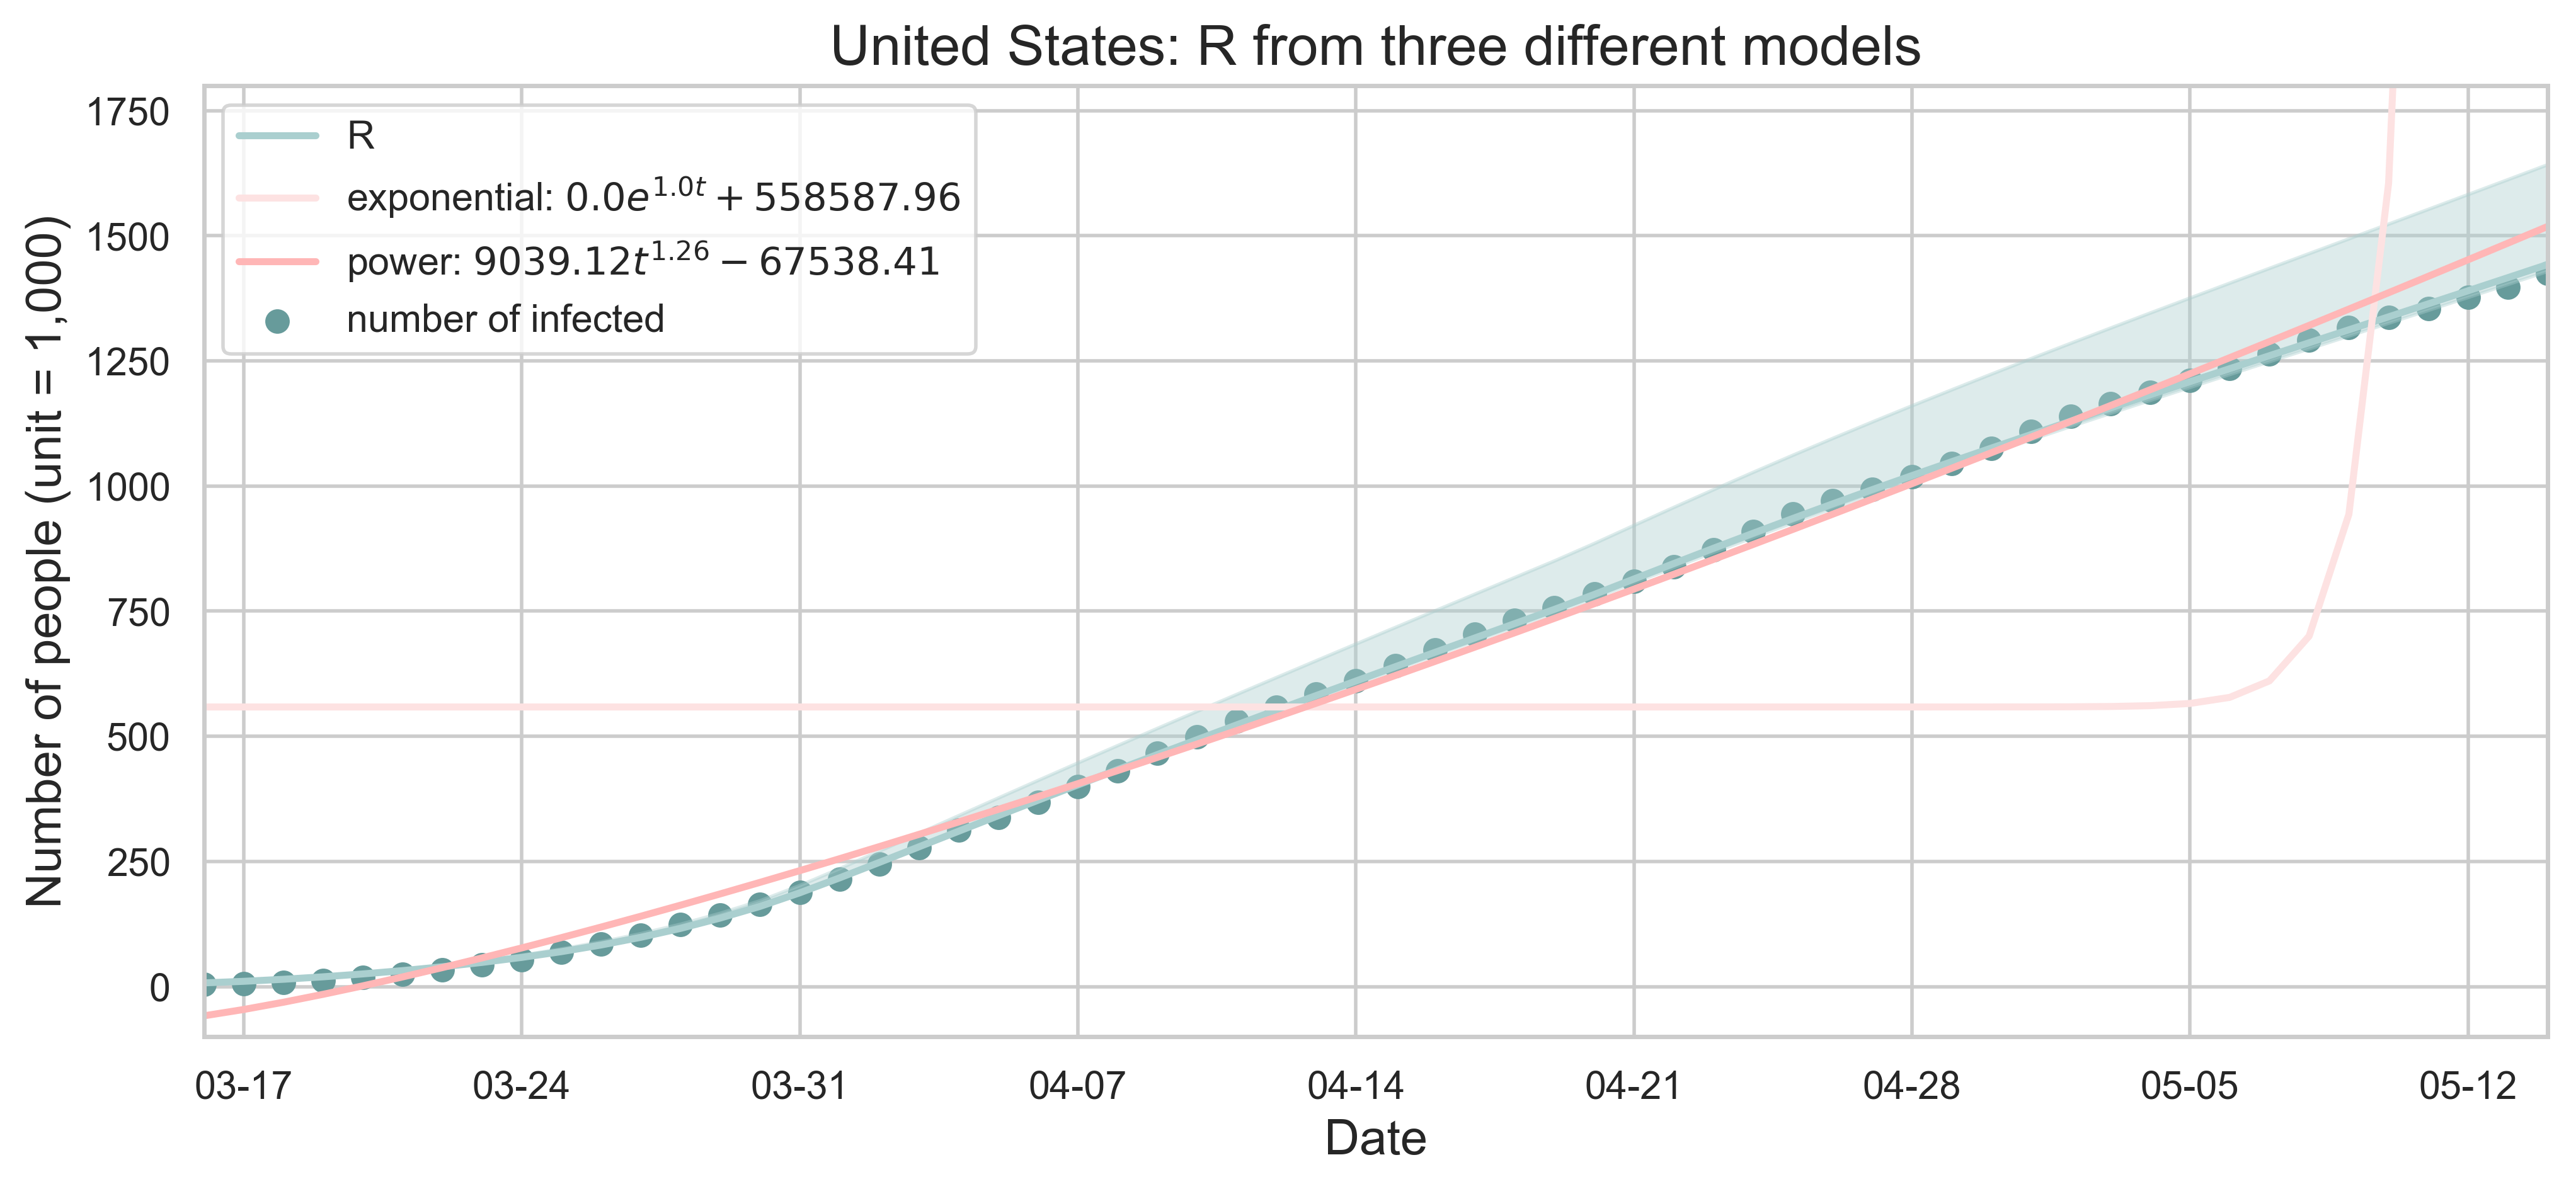 United States: R from three different models
Number of people (unit = 1,000)
1750
1500
1250
1000
750
500
250
0
R
exponential: 0.0e^{1.0t} + 558587.96
power: 9039.12t^{1.26} − 67538.41
number of infected
03-17 03-24 03-31 04-07 04-14 04-21 04-28 05-05 05-12
Date